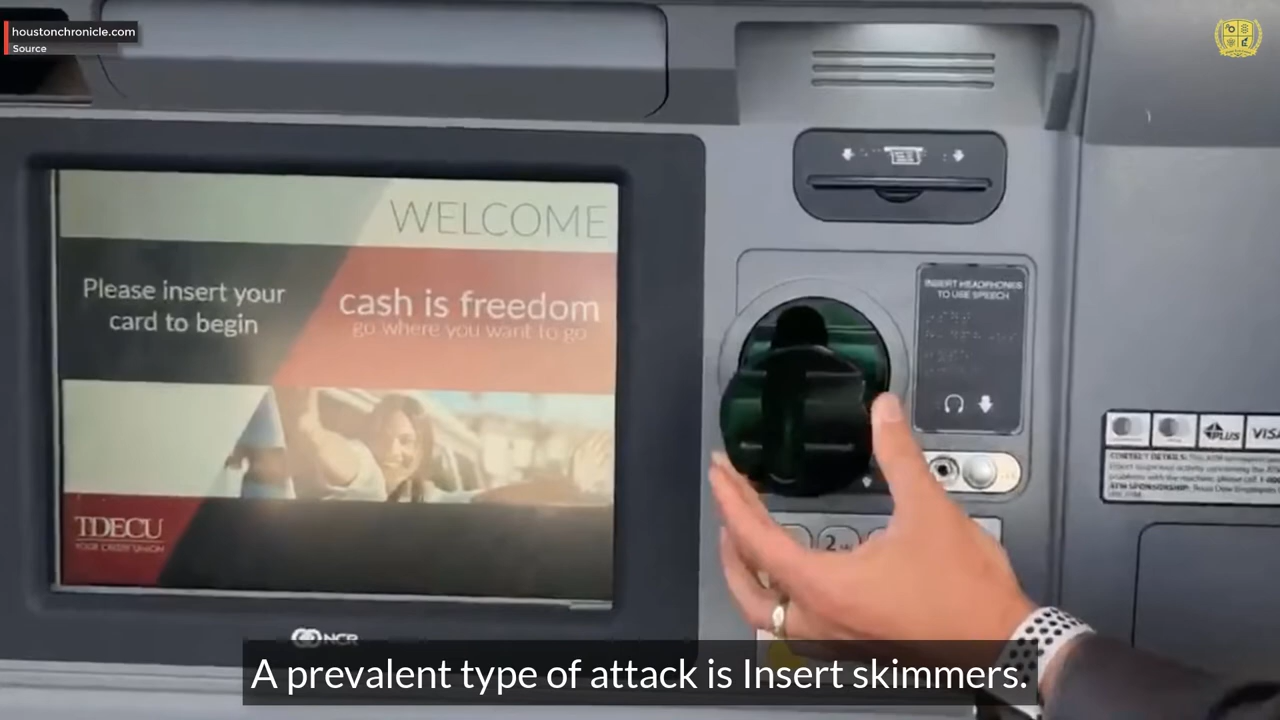 houstonchronicle.com
Source
WELCOME
Please insert your
card to begin
cash is freedom
go where you want to go
INSERT HEADPHONES
TO USE SPEECH
PLUS
VISA
TDECU
YOUR CREDIT UNION
2
NCR
A prevalent type of attack is Insert skimmers.